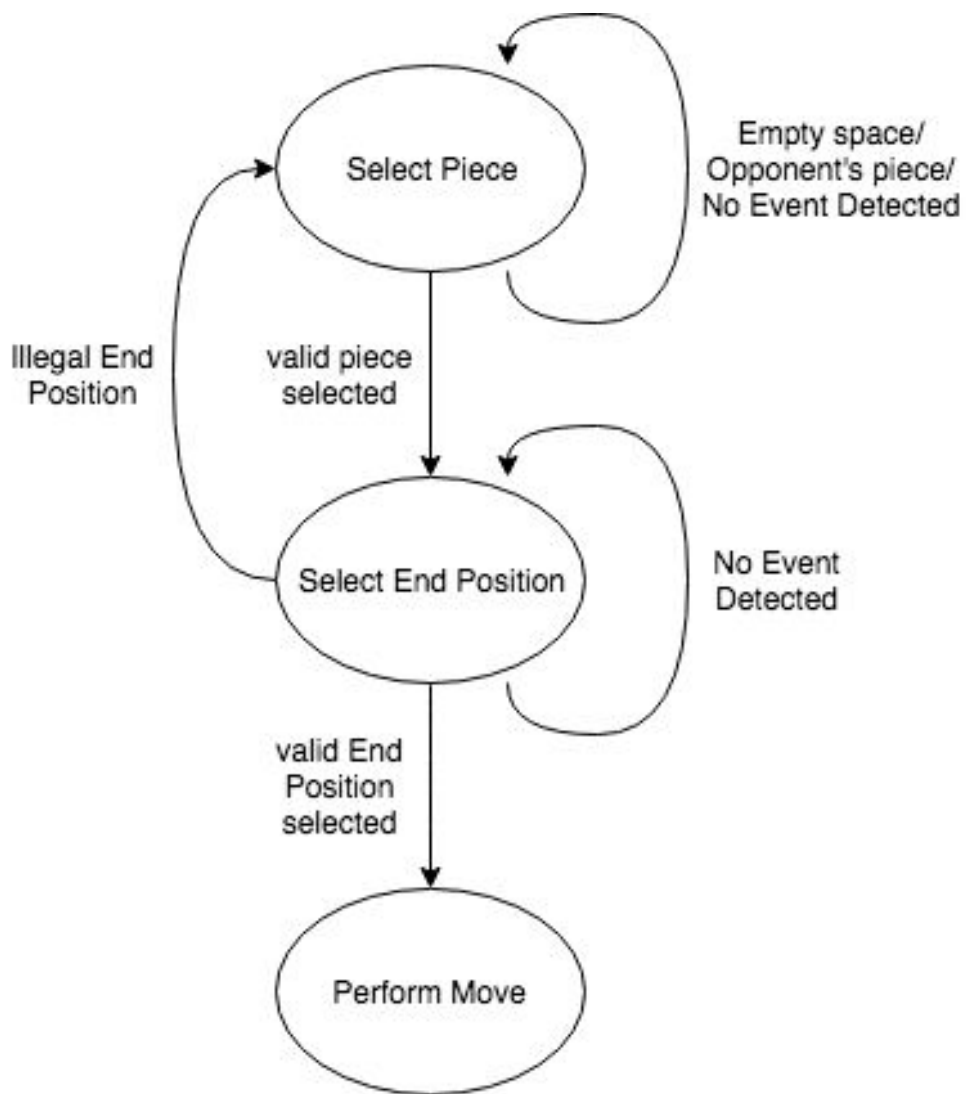 Select Piece
Empty space/
Opponent's piece/
No Event Detected
Illegal End
Position
valid piece
selected
Select End Position
No Event
Detected
valid End
Position
selected
Perform Move